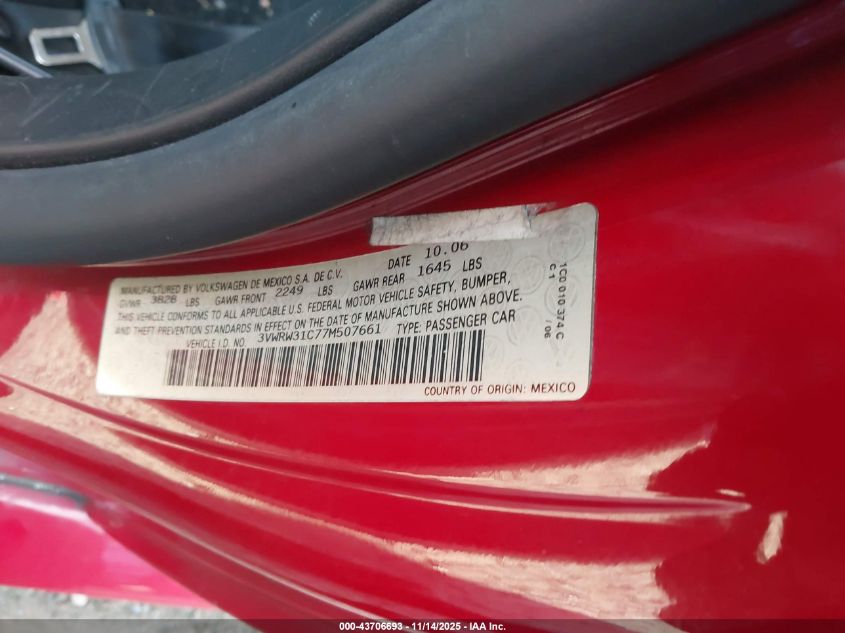 MANUFACTURED BY VOLKSWAGEN DE MEXICO S.A. DE C.V. DATE 10.06
GVWR 3828 LBS GAWR FRONT 2249 LBS GAWR REAR 1645 LBS
THIS VEHICLE CONFORMS TO ALL APPLICABLE U.S. FEDERAL MOTOR VEHICLE SAFETY, BUMPER,
AND THEFT PREVENTION STANDARDS IN EFFECT ON THE DATE OF MANUFACTURE SHOWN ABOVE.
VEHICLE I.D. NO. 3VWRW31C77M507661 TYPE: PASSENGER CAR
COUNTRY OF ORIGIN: MEXICO
1C0 010 374 C
C1 / 06
000-43706693 - 11/14/2025 - IAA Inc.